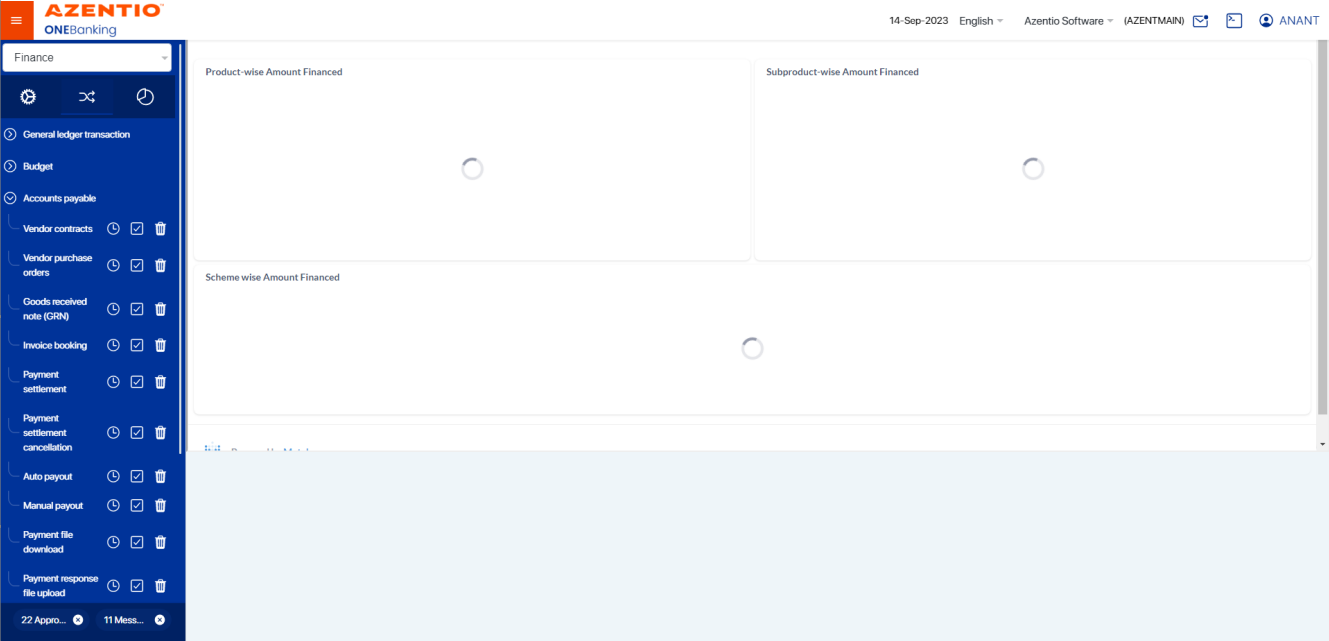 AZENTIO
ONEBanking
14-Sep-2023 English Azentio Software (AZENTMAIN) ANANT
Finance
General ledger transaction
Budget
Accounts payable
Vendor contracts
Vendor purchase
orders
Goods received
note (GRN)
Invoice booking
Payment
settlement
Payment
settlement
cancellation
Auto payout
Manual payout
Payment file
download
Payment response
file upload
22 Appro...
11 Mess...
Product-wise Amount Financed
Subproduct-wise Amount Financed
Scheme wise Amount Financed